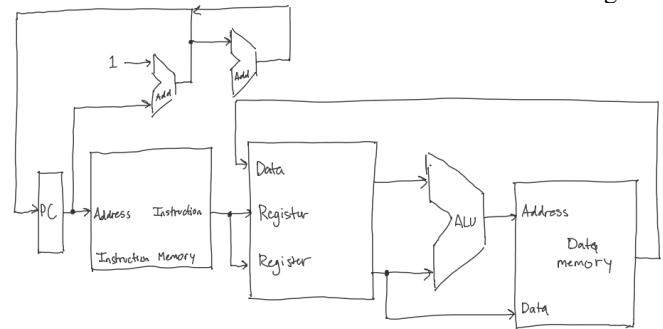 1
Add
Add
PC
Address Instruction
Instruction Memory
Data
Register
Register
ALU
Address
Data
memory
Data